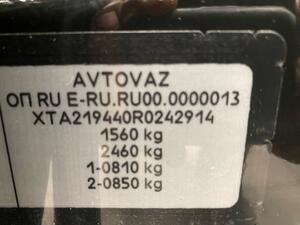 AVTOVAZ
ОП RU E-RU.RU00.0000013
XTA219440R0242914
1560 kg
2460 kg
1-0810 kg
2-0850 kg